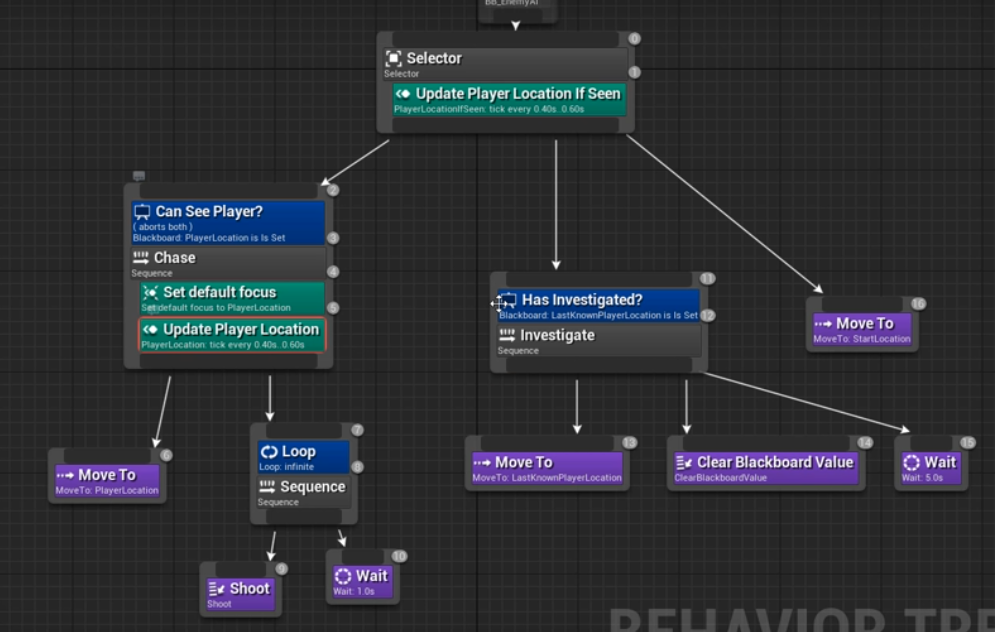 BB_EnemyAI
0
Selector
Selector
1
Update Player Location If Seen
PlayerLocationIfSeen: tick every 0.40s..0.60s
2
Can See Player?
( aborts both )
Blackboard: PlayerLocation is Is Set
3
Chase
Sequence
4
Set default focus
Set default focus to PlayerLocation
5
Update Player Location
PlayerLocation: tick every 0.40s..0.60s
11
Has Investigated?
Blackboard: LastKnownPlayerLocation is Is Set
12
Investigate
Sequence
16
Move To
MoveTo: StartLocation
6
Move To
MoveTo: PlayerLocation
7
Loop
Loop: infinite
8
Sequence
Sequence
13
Move To
MoveTo: LastKnownPlayerLocation
14
Clear Blackboard Value
ClearBlackboardValue
15
Wait
Wait: 5.0s
9
Shoot
Shoot
10
Wait
Wait: 1.0s
BEHAVIOR TRE